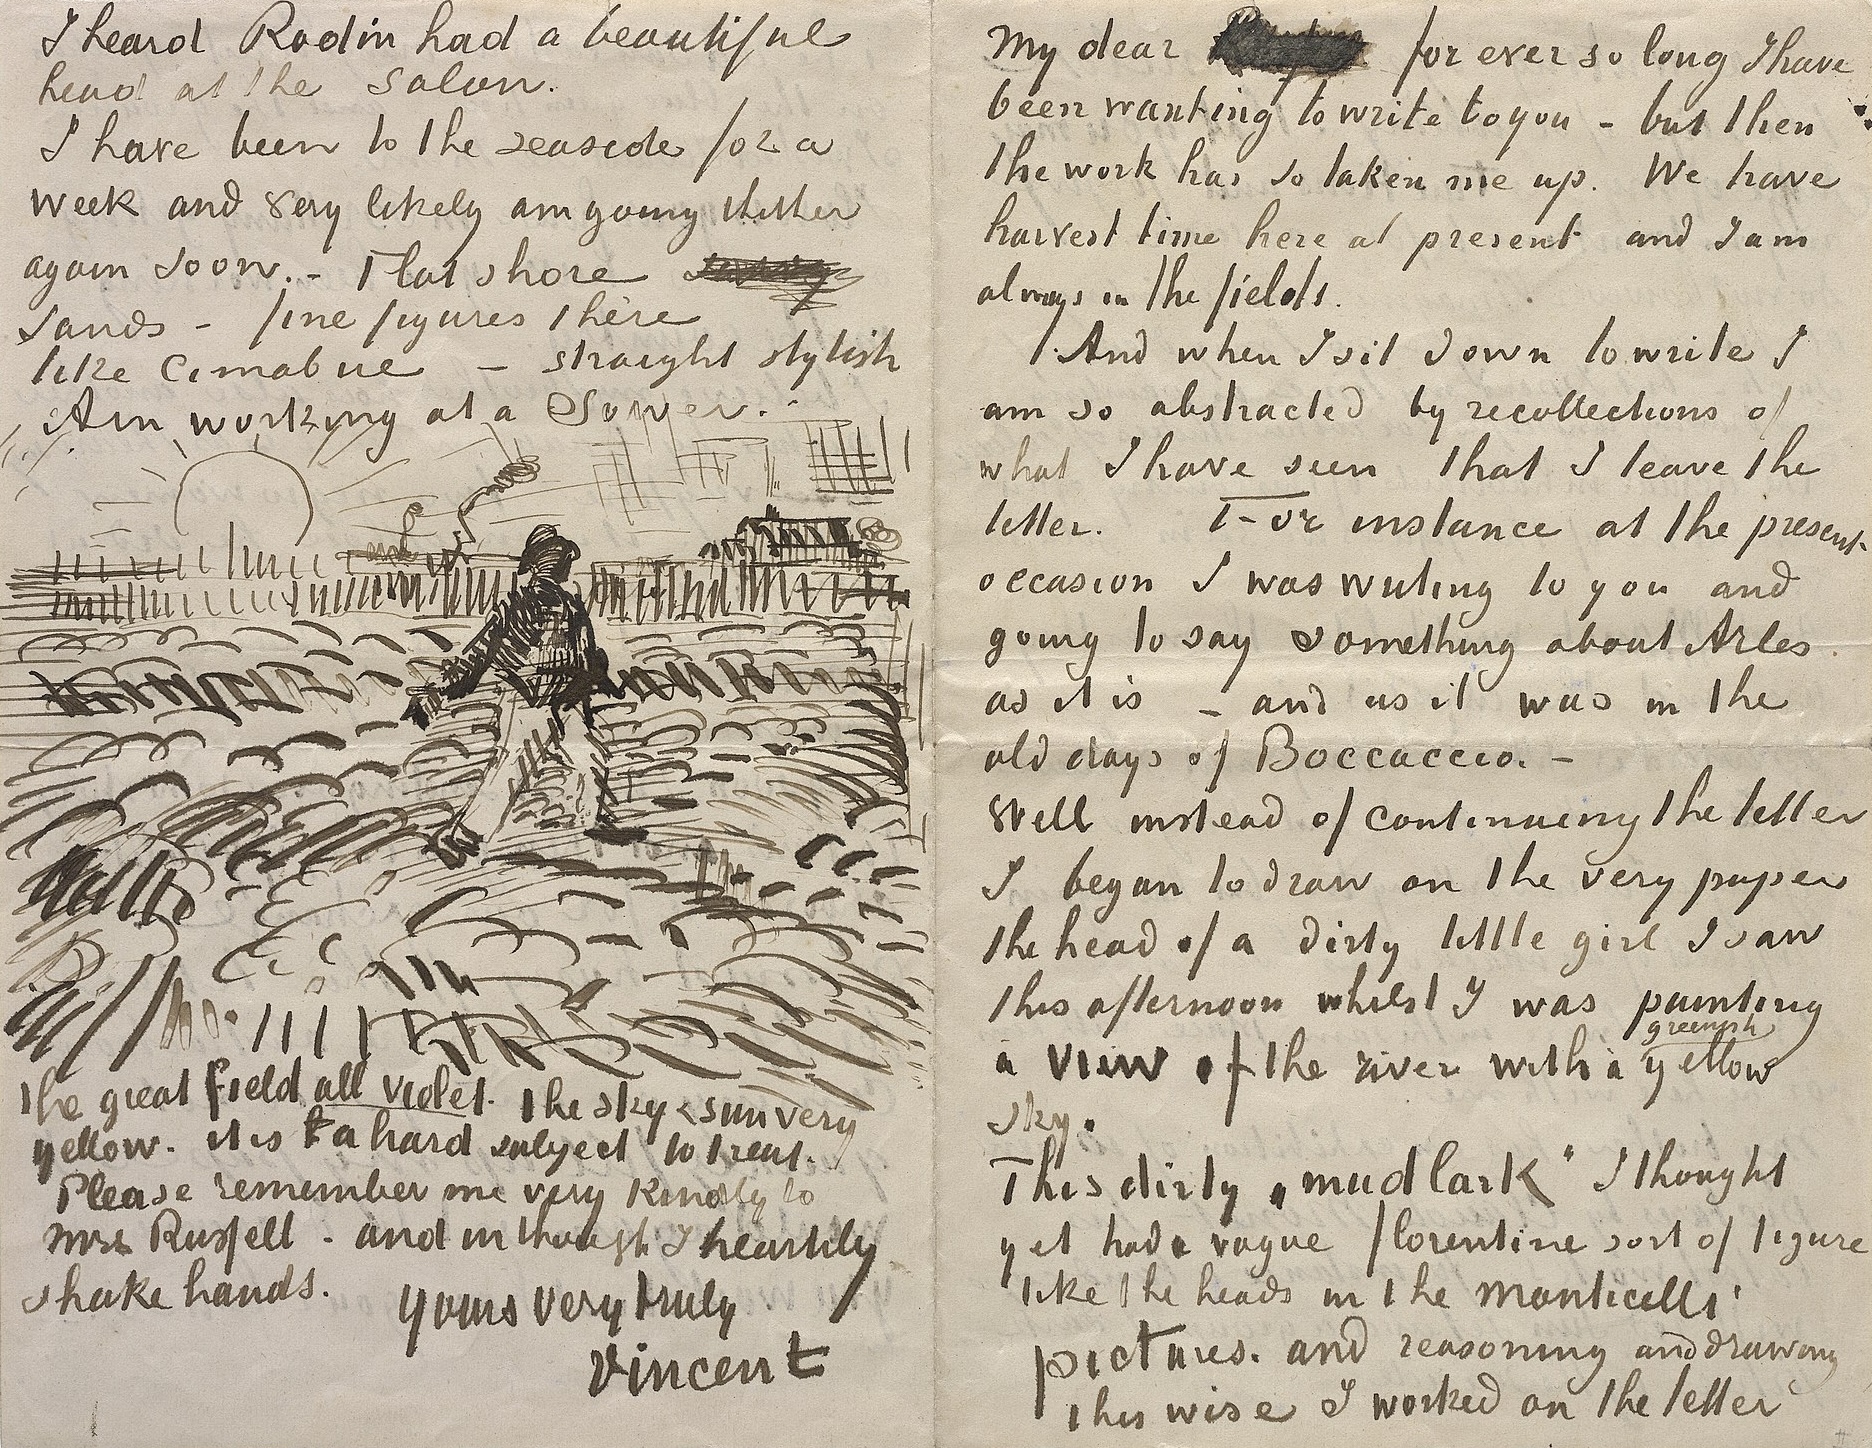 I heard Rodin had a beautiful
head at the Salon.
I have been to the seaside for a
week and very likely am going thither
again soon. - Flat shore
sands - fine figures there
like Cimabue - straight stylish
Am working at a Sower.
the great field all violet. the sky & sun very
yellow. it is a hard subject to treat.
Please remember me very kindly to
mrs Russell - and in thought I heartily
shake hands.
yours very truly
Vincent
My dear for ever so long I have
been wanting to write to you - but then
the work has so taken me up. We have
harvest time here at present and I am
always in the fields.
And when I sit down to write I
am so abstracted by recollections of
what I have seen that I leave the
letter. For instance at the present
occasion I was writing to you and
going to say something about Arles
as it is - and as it was in the
old days of Boccaccio. -
Well instead of continuing the letter
I began to draw on the very paper
the head of a dirty little girl I saw
this afternoon whilst I was painting
a view of the river with a greenish yellow
sky.
This dirty „mudlark“ I thought
yet had a vague florentine sort of figure
like the heads in the monticelli
pictures. and reasoning and drawing
this wise I worked on the letter